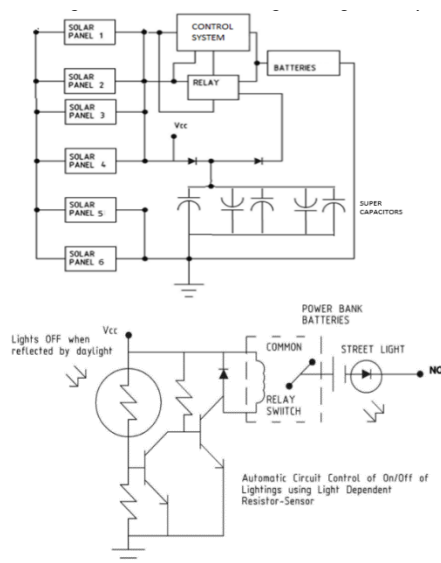 SOLAR
PANEL 1
CONTROL
SYSTEM
SOLAR
PANEL 2
RELAY
BATTERIES
SOLAR
PANEL 3
Vcc
SOLAR
PANEL 4
SOLAR
PANEL 5
SUPER
CAPACITORS
SOLAR
PANEL 6
Lights OFF when
reflected by daylight
Vcc
POWER BANK
BATTERIES
COMMON
STREET LIGHT
NO
RELAY
SWIITCH
Automatic Circuit Control of On/Off of
Lightings using Light Dependent
Resistor-Sensor